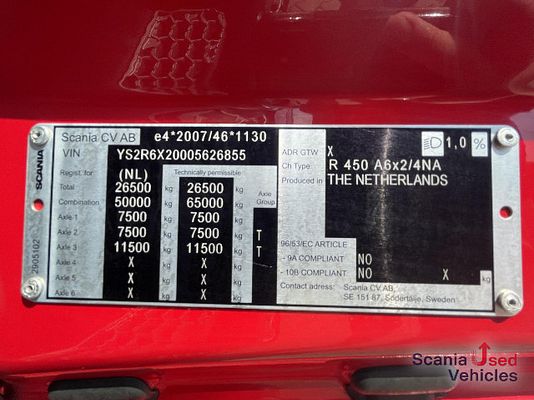 Scania CV AB e4*2007/46*1130
VIN YS2R6X20005626855
SCANIA
2905102
Regist. for (NL) Technically permissible
Total 26500 kg 26500 kg Axle Group
Combination 50000 kg 65000 kg
Axle 1 7500 kg 7500 kg
Axle 2 7500 kg 7500 kg T
Axle 3 11500 kg 11500 kg T
Axle 4 X kg X kg
Axle 5 X kg X kg
Axle 6 X kg X kg
1,0 %
ADR GTW X
Ch Type R 450 A6x2/4NA
Produced in THE NETHERLANDS
96/53/EC ARTICLE
- 9A COMPLIANT NO
- 10B COMPLIANT NO X kg
Contact adress: Scania CV AB,
SE 151 87, Södertälje, Sweden
Scania Used
Vehicles